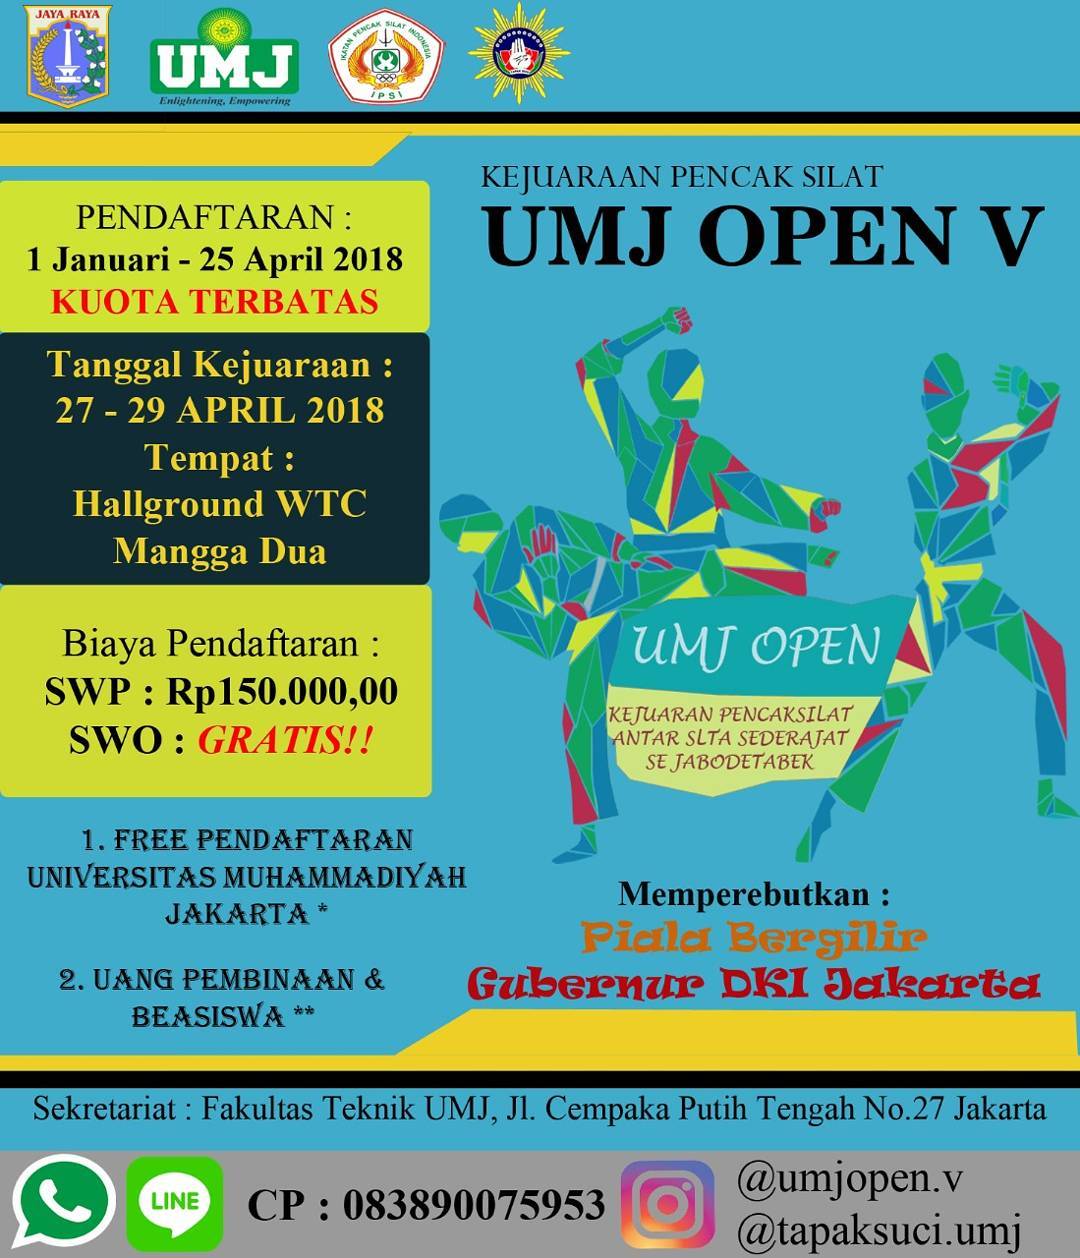 JAYA RAYA
UMJ
Enlightening, Empowering
IKATAN PENCAK SILAT INDONESIA
IPSI
KEJUARAAN PENCAK SILAT
UMJ OPEN V
PENDAFTARAN :
1 Januari - 25 April 2018
KUOTA TERBATAS
Tanggal Kejuaraan :
27 - 29 APRIL 2018
Tempat :
Hallground WTC
Mangga Dua
Biaya Pendaftaran :
SWP : Rp150.000,00
SWO : GRATIS!!
1. FREE PENDAFTARAN
UNIVERSITAS MUHAMMADIYAH
JAKARTA *
2. UANG PEMBINAAN &
BEASISWA **
UMJ OPEN
KEJUARAN PENCAKSILAT
ANTAR SLTA SEDERAJAT
SE JABODETABEK
Memperebutkan :
Piala Bergilir
Gubernur DKI Jakarta
Sekretariat : Fakultas Teknik UMJ, Jl. Cempaka Putih Tengah No.27 Jakarta
LINE
CP : 083890075953
@umjopen.v
@tapaksuci.umj